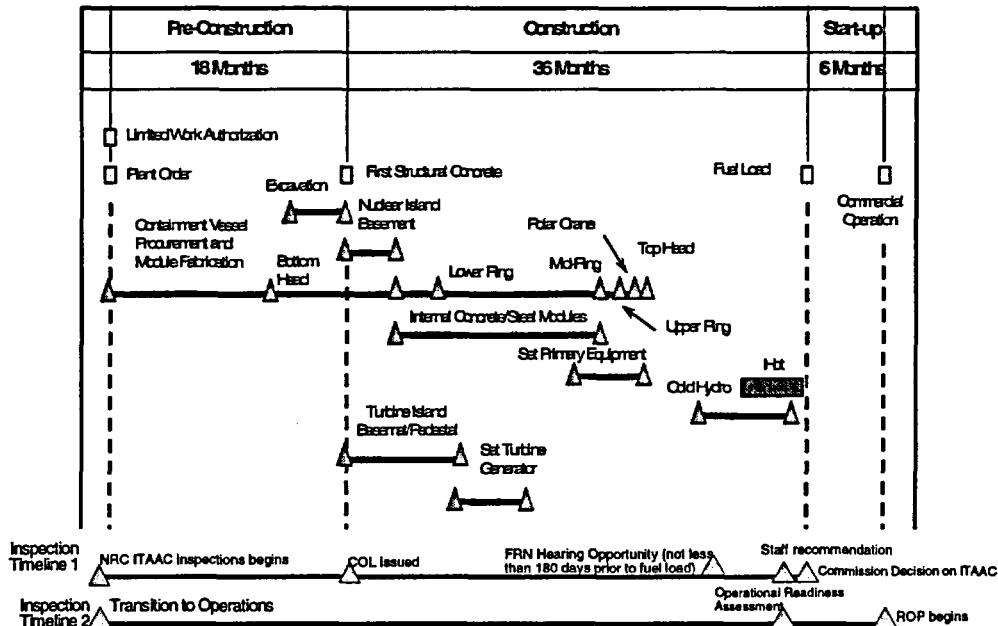 Pre-Construction Construction Start-up
18 Months 36 Months 6 Months
Limited Work Authorization
Plant Order First Structural Concrete Fuel Load
Excavation
Commercial
Operation
Nuclear Island
Basement
Containment Vessel
Procurement and
Module Fabrication
Bottom
Head
Polar Crane
Top Head
Lower Ring
Mid-Ring
Internal Concrete/Steel Modules
Upper Ring
Set Primary Equipment
Hot
Cold Hydro
Turbine Island
Basemat/Pedestal
Set Turbine
Generator
Inspection
Timeline 1
NRC ITAAC Inspections begins
COL Issued
FRN Hearing Opportunity (not less
than 180 days prior to fuel load)
Staff recommendation
Commission Decision on ITAAC
Inspection
Timeline 2
Transition to Operations
Operational Readiness
Assessment
ROP begins